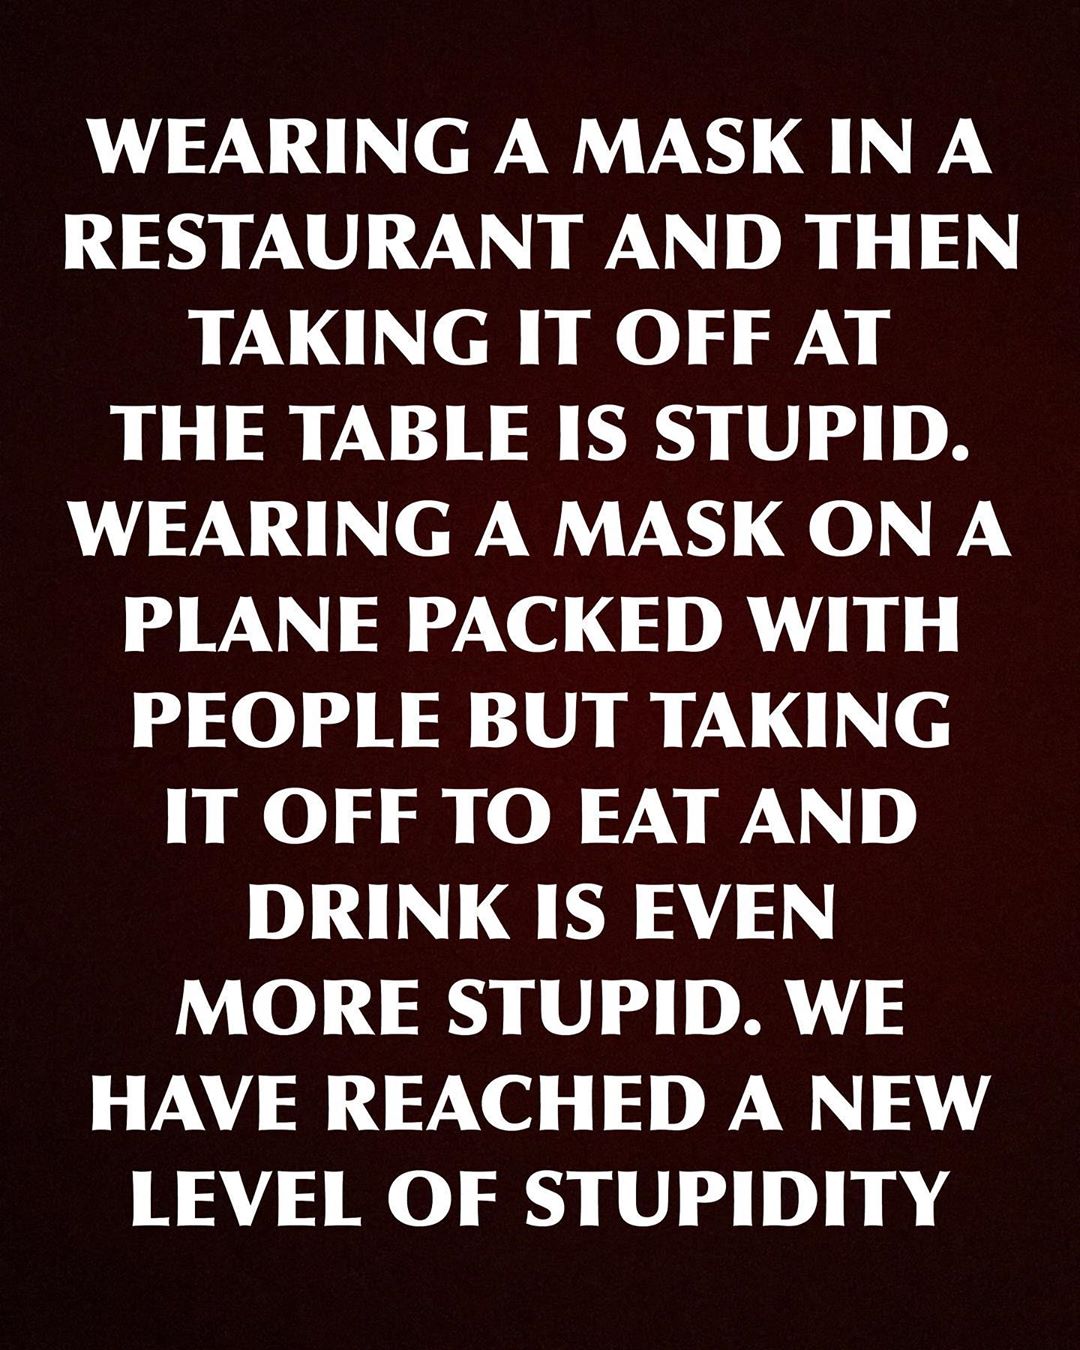 WEARING A MASK IN A
RESTAURANT AND THEN
TAKING IT OFF AT
THE TABLE IS STUPID.
WEARING A MASK ON A
PLANE PACKED WITH
PEOPLE BUT TAKING
IT OFF TO EAT AND
DRINK IS EVEN
MORE STUPID. WE
HAVE REACHED A NEW
LEVEL OF STUPIDITY